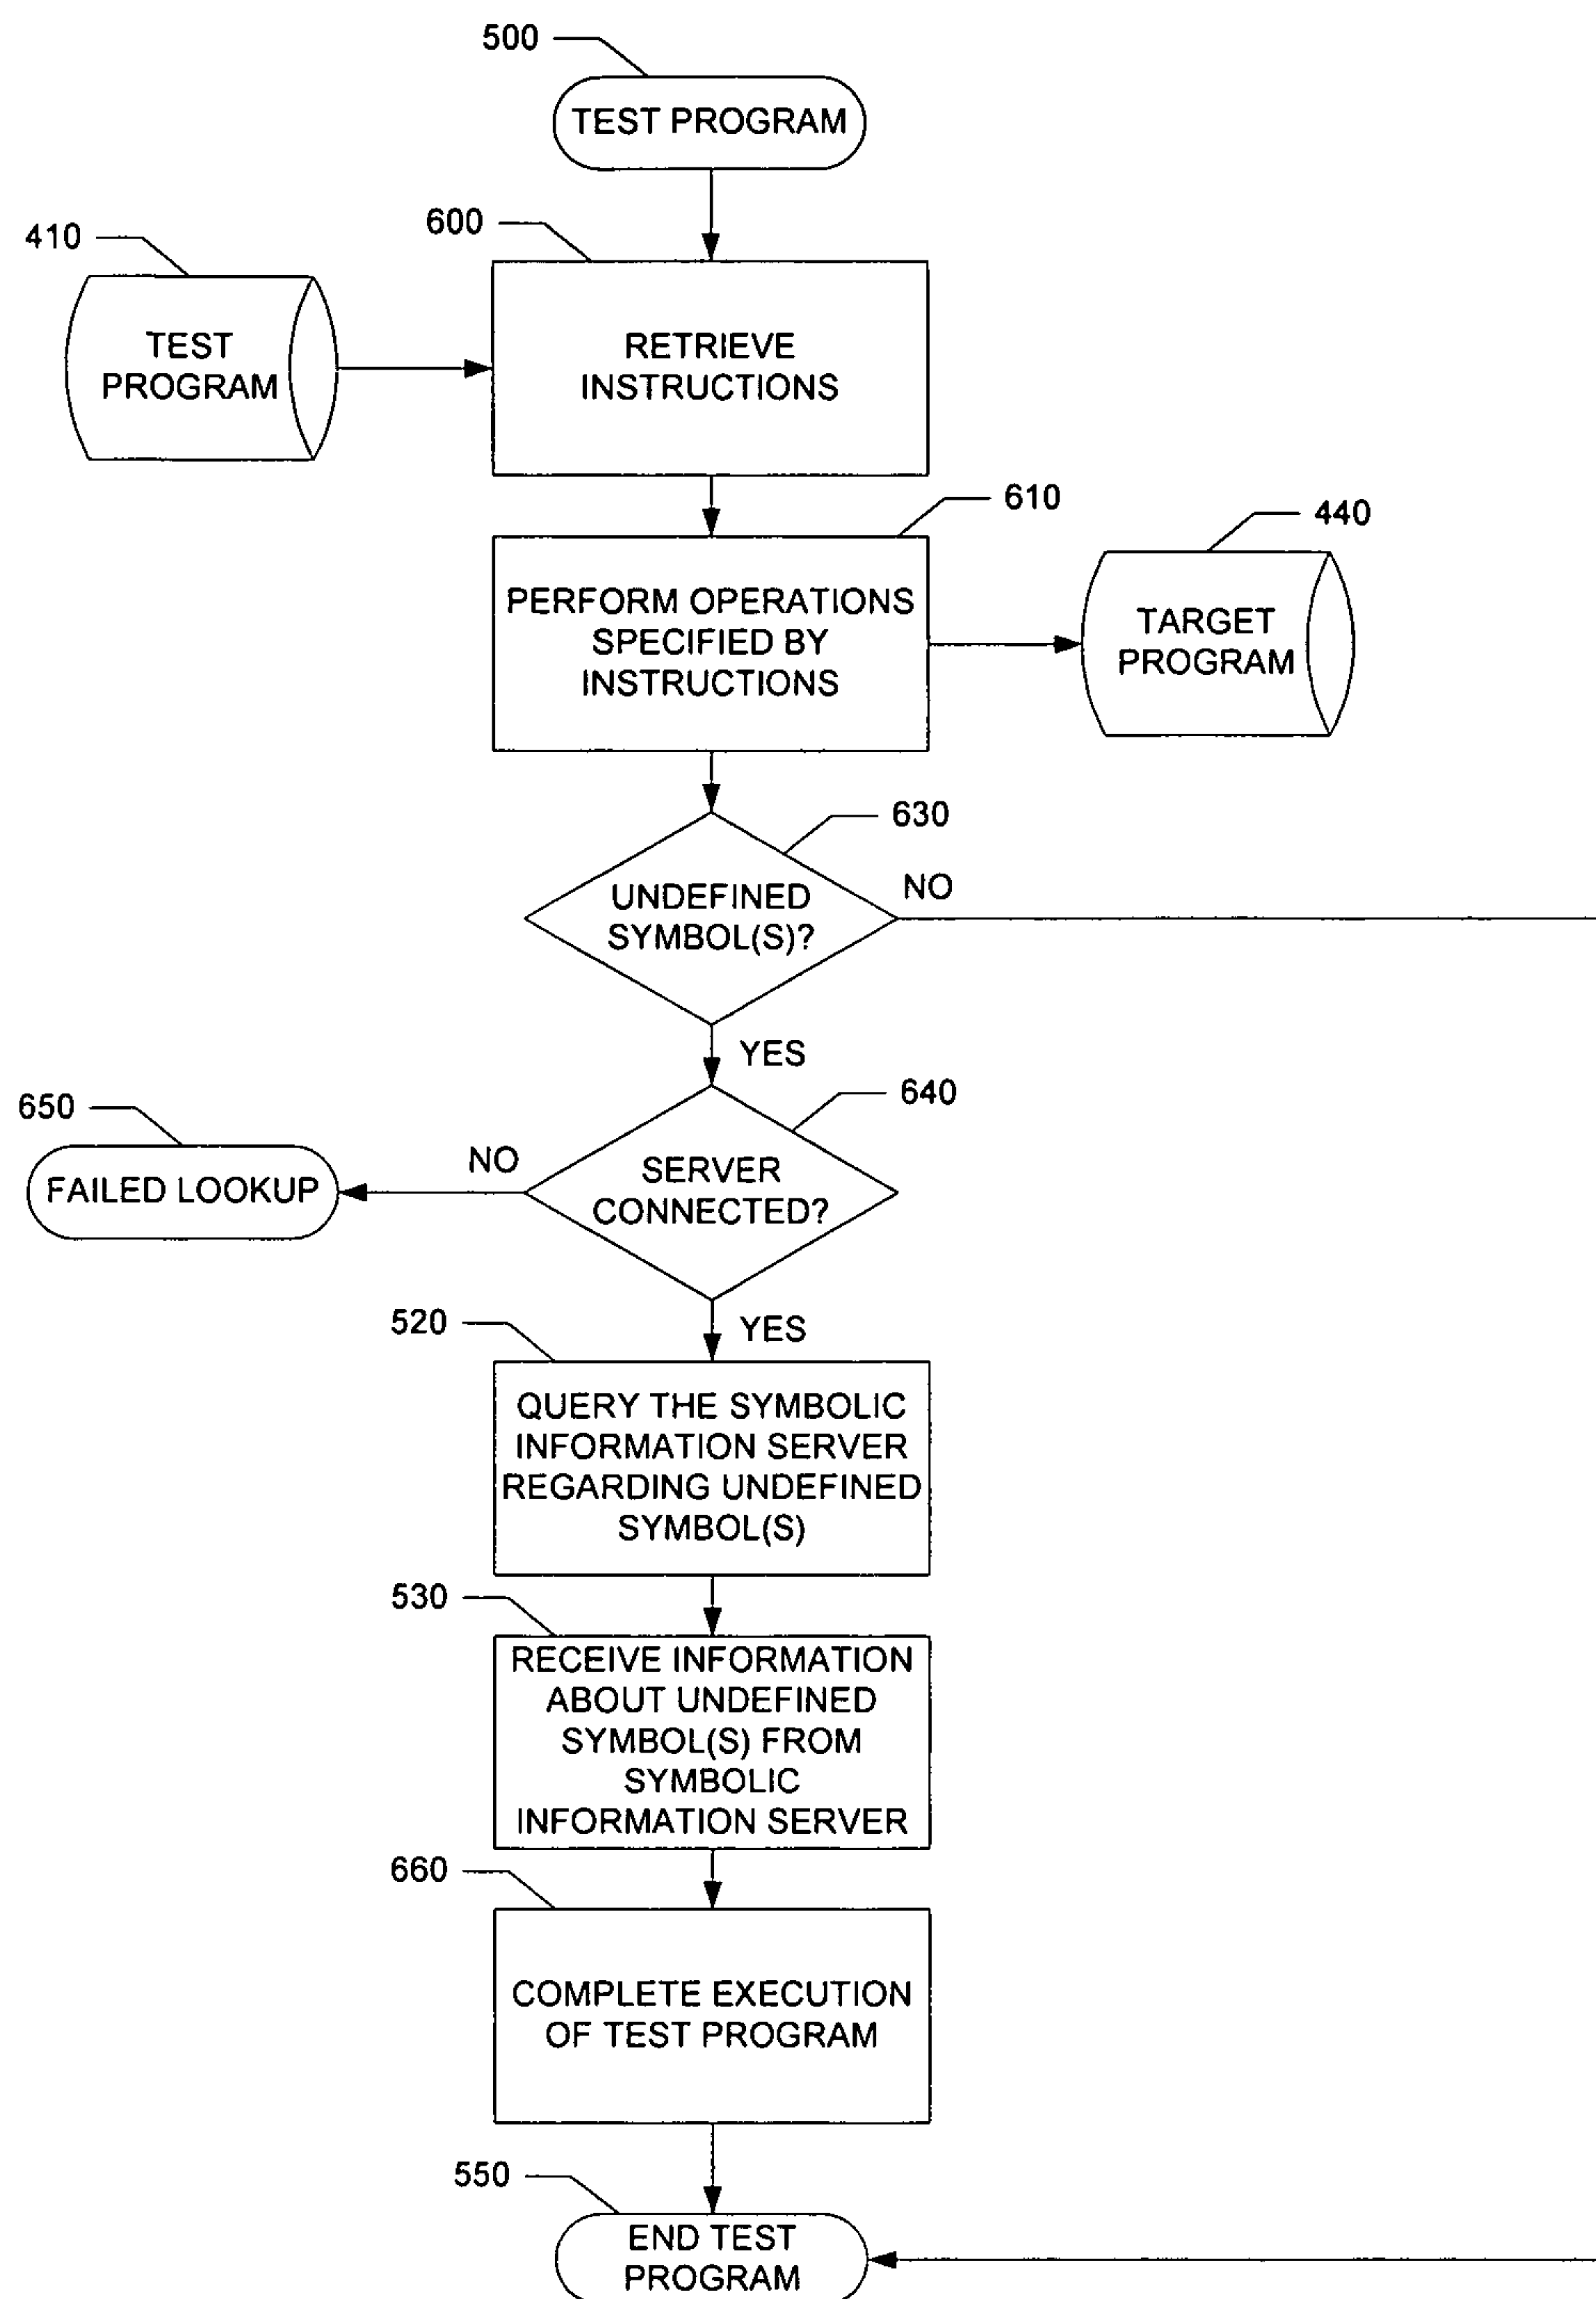 500
TEST PROGRAM
600
410
TEST
PROGRAM
RETRIEVE
INSTRUCTIONS
610
440
PERFORM OPERATIONS
SPECIFIED BY
INSTRUCTIONS
TARGET
PROGRAM
630
UNDEFINED
SYMBOL(S)?
NO
YES
640
650
NO
FAILED LOOKUP
SERVER
CONNECTED?
YES
520
QUERY THE SYMBOLIC
INFORMATION SERVER
REGARDING UNDEFINED
SYMBOL(S)
530
RECEIVE INFORMATION
ABOUT UNDEFINED
SYMBOL(S) FROM
SYMBOLIC
INFORMATION SERVER
660
COMPLETE EXECUTION
OF TEST PROGRAM
550
END TEST
PROGRAM